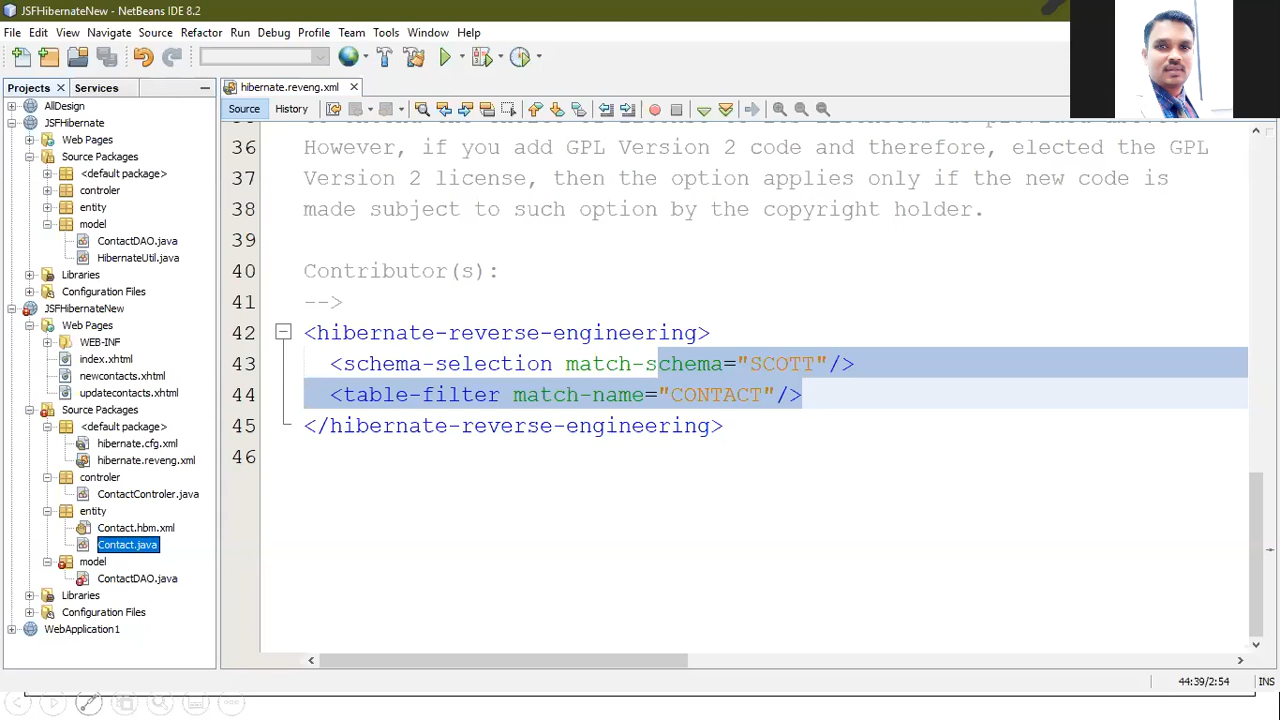 JSFHibernateNew - NetBeans IDE 8.2
File Edit View Navigate Source Refactor Run Debug Profile Team Tools Window Help
Projects Services
AllDesign
JSFHibernate
Web Pages
Source Packages
<default package>
controler
entity
model
ContactDAO.java
HibernateUtil.java
Libraries
Configuration Files
JSFHibernateNew
Web Pages
WEB-INF
index.xhtml
newcontacts.xhtml
updatecontacts.xhtml
Source Packages
<default package>
hibernate.cfg.xml
hibernate.reveng.xml
controler
ContactControler.java
entity
Contact.hbm.xml
Contact.java
model
ContactDAO.java
Libraries
Configuration Files
WebApplication1
hibernate.reveng.xml
Source History
36 However, if you add GPL Version 2 code and therefore, elected the GPL
37 Version 2 license, then the option applies only if the new code is
38 made subject to such option by the copyright holder.
39
40 Contributor(s):
41 -->
42 <hibernate-reverse-engineering>
43 <schema-selection match-schema="SCOTT"/>
44 <table-filter match-name="CONTACT"/>
45 </hibernate-reverse-engineering>
46
44:39/2:54 INS